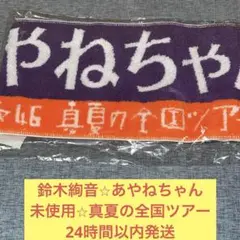 やねちゃん
☆46 真夏の全国ツアー
鈴木絢音☆あやねちゃん
未使用☆真夏の全国ツアー
24時間以内発送